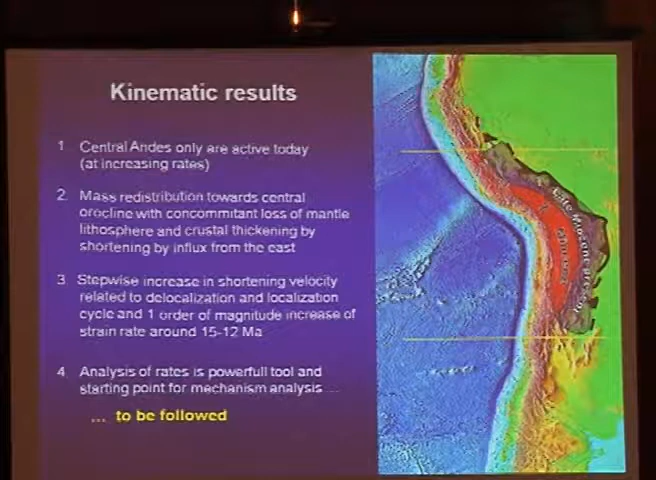 Kinematic results
1 Central Andes only are active today
(at increasing rates)
2. Mass redistribution towards central
orocline with concommitant loss of mantle
lithosphere and crustal thickening by
shortening by influx from the east
3 Stepwise increase in shortening velocity
related to delocalization and localization
cycle and 1 order of magnitude increase of
strain rate around 15-12 Ma
4 Analysis of rates is powerfull tool and
starting point for mechanism analysis ...
... to be followed
Late Miocene